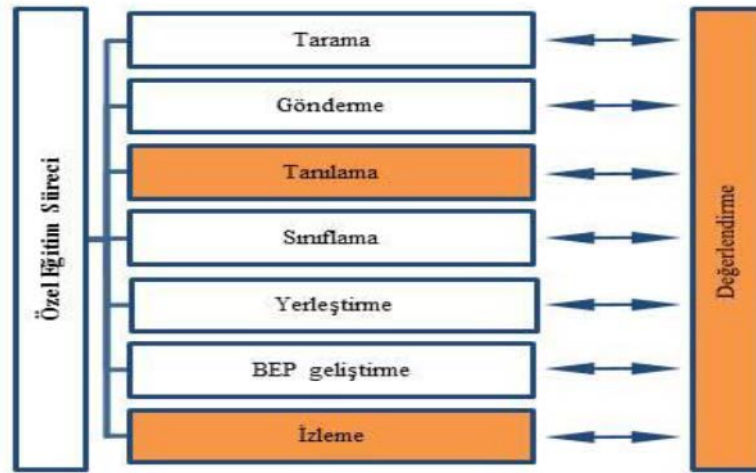 Özel Eğitim Süreci
Tarama
Gönderme
Tanılama
Sınıflama
Yerleştirme
BEP geliştirme
İzleme
Değerlendirme